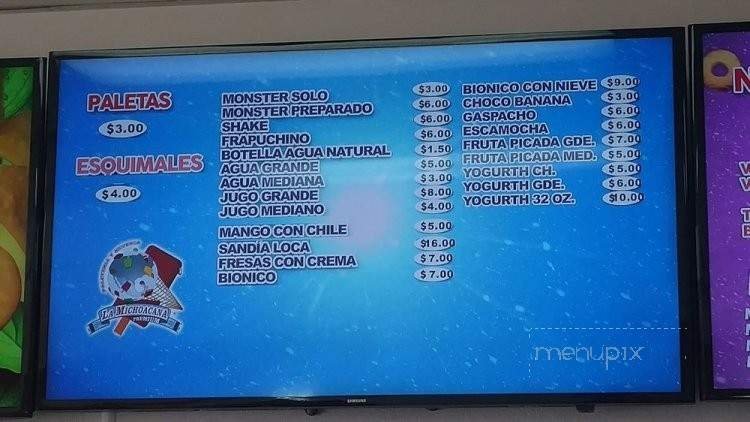 PALETAS
$3.00
ESQUIMALES
$4.00
LA MICHOACANA
PREMIUM
MONSTER SOLO $3.00
MONSTER PREPARADO $6.00
SHAKE $6.00
FRAPUCHINO $6.00
BOTELLA AGUA NATURAL $1.50
AGUA GRANDE $5.00
AGUA MEDIANA $3.00
JUGO GRANDE $8.00
JUGO MEDIANO $4.00
MANGO CON CHILE $5.00
SANDÍA LOCA $16.00
FRESAS CON CREMA $7.00
BIONICO $7.00
BIONICO CON NIEVE $9.00
CHOCO BANANA $3.00
GASPACHO $6.00
ESCAMOCHA $6.00
FRUTA PICADA GDE. $7.00
FRUTA PICADA MED. $5.00
YOGURTH CH. $5.00
YOGURTH GDE. $6.00
YOGURTH 32 OZ. $10.00
SAMSUNG
menupix